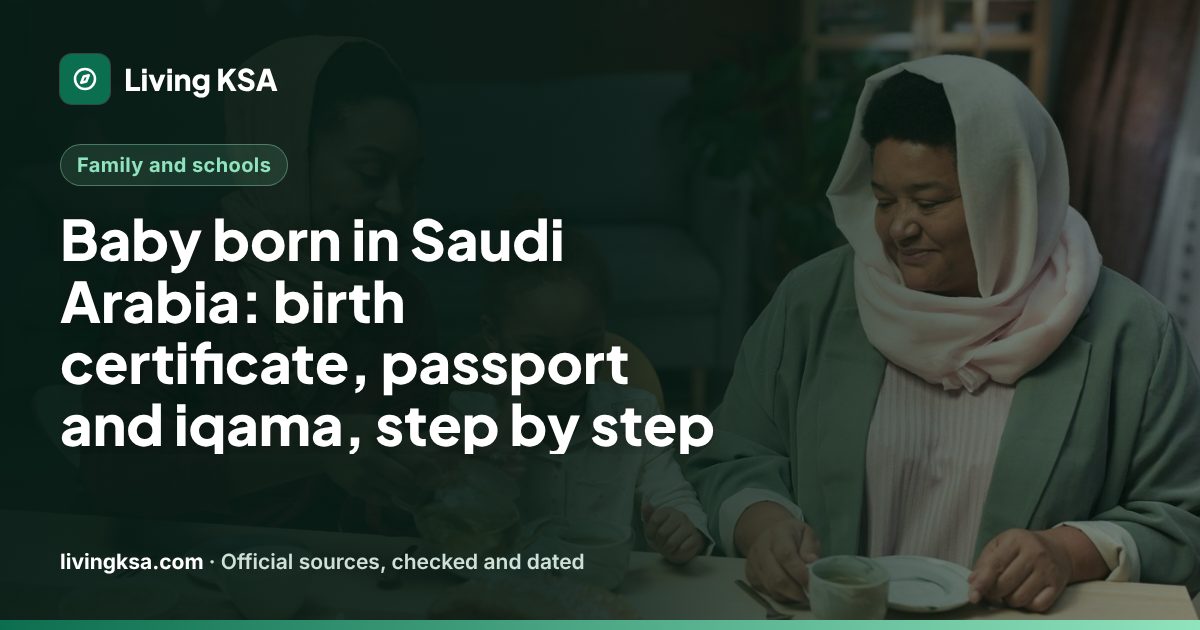 Living KSA
Family and schools
Baby born in Saudi
Arabia: birth
certificate, passport
and iqama, step by step
livingksa.com · Official sources, checked and dated